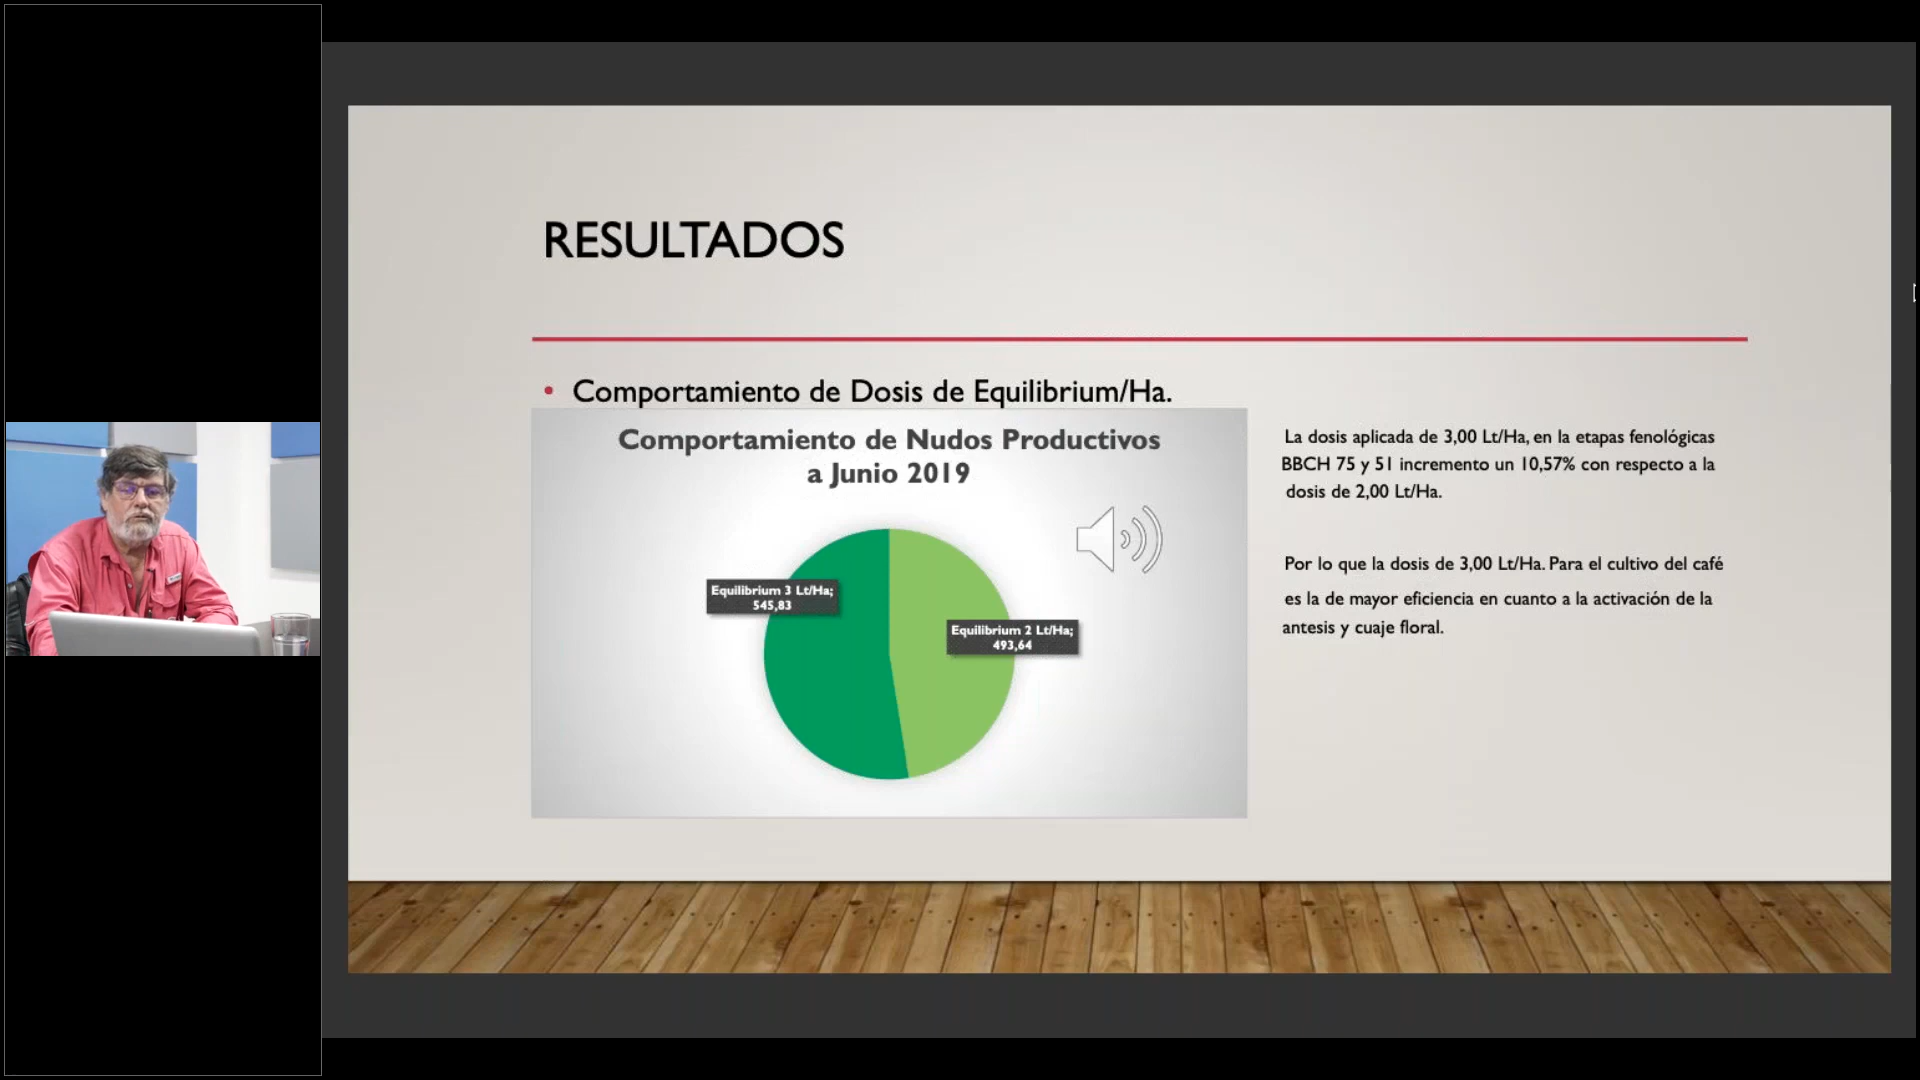 RESULTADOS
• Comportamiento de Dosis de Equilibrium/Ha.
Comportamiento de Nudos Productivos
a Junio 2019
Equilibrium 3 Lt/Ha;
545,83
Equilibrium 2 Lt/Ha;
493,64
La dosis aplicada de 3,00 Lt/Ha, en la etapas fenológicas
BBCH 75 y 51 incremento un 10,57% con respecto a la
dosis de 2,00 Lt/Ha.
Por lo que la dosis de 3,00 Lt/Ha. Para el cultivo del café
es la de mayor eficiencia en cuanto a la activación de la
antesis y cuaje floral.